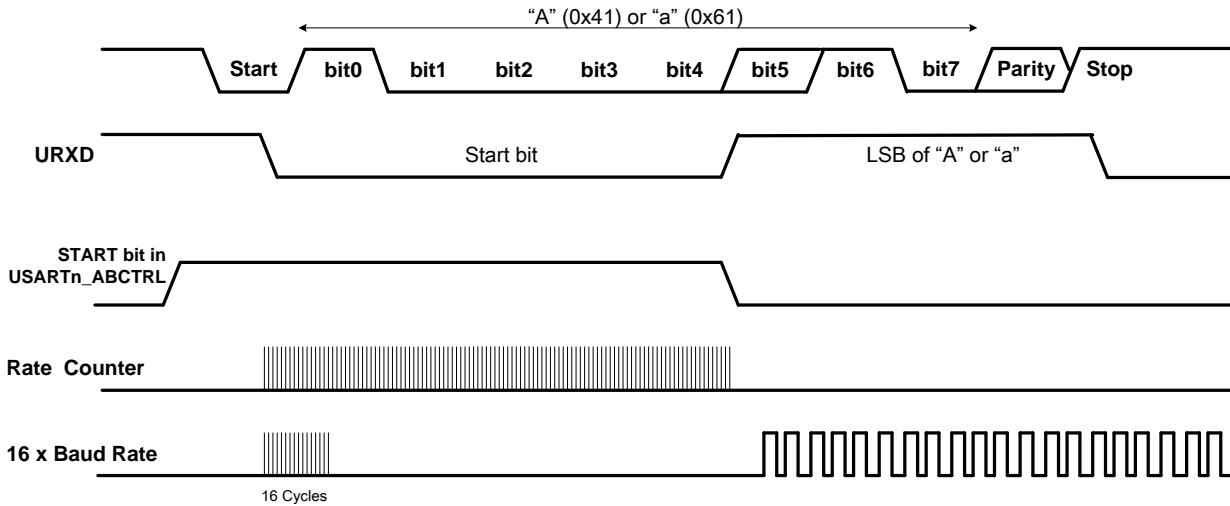 “A” (0x41) or “a” (0x61)
Start bit0 bit1 bit2 bit3 bit4 bit5 bit6 bit7 Parity Stop
URXD
Start bit
LSB of “A” or “a”
START bit in
USARTn_ABCTRL
Rate Counter
16 x Baud Rate
16 Cycles